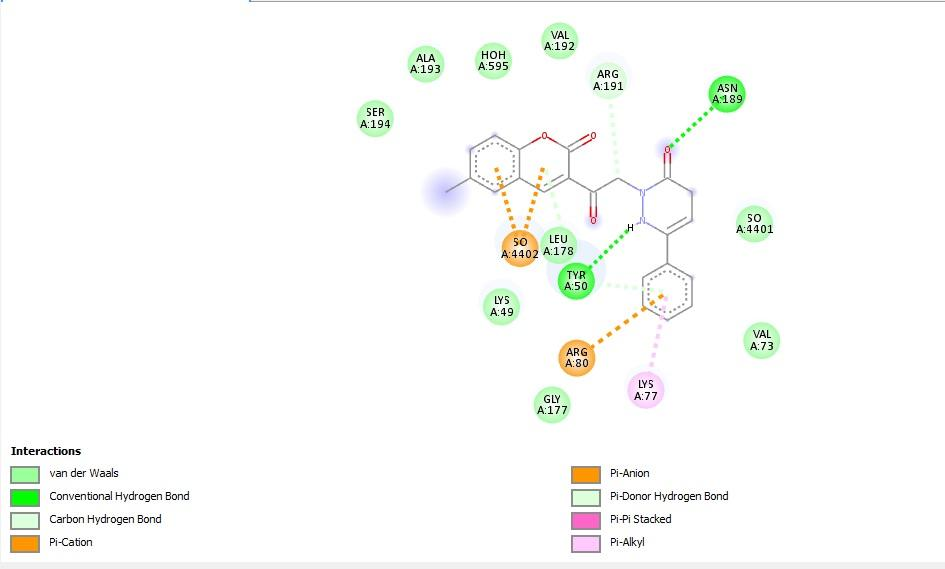 VAL
A:192
ALA
A:193
HOH
A:595
ARG
A:191
ASN
A:189
SER
A:194
O
O
O
O
N
N
H
SO
A:4401
SO
A:4402
LEU
A:178
TYR
A:50
LYS
A:49
VAL
A:73
ARG
A:80
LYS
A:77
GLY
A:177
Interactions
van der Waals
Conventional Hydrogen Bond
Carbon Hydrogen Bond
Pi-Cation
Pi-Anion
Pi-Donor Hydrogen Bond
Pi-Pi Stacked
Pi-Alkyl